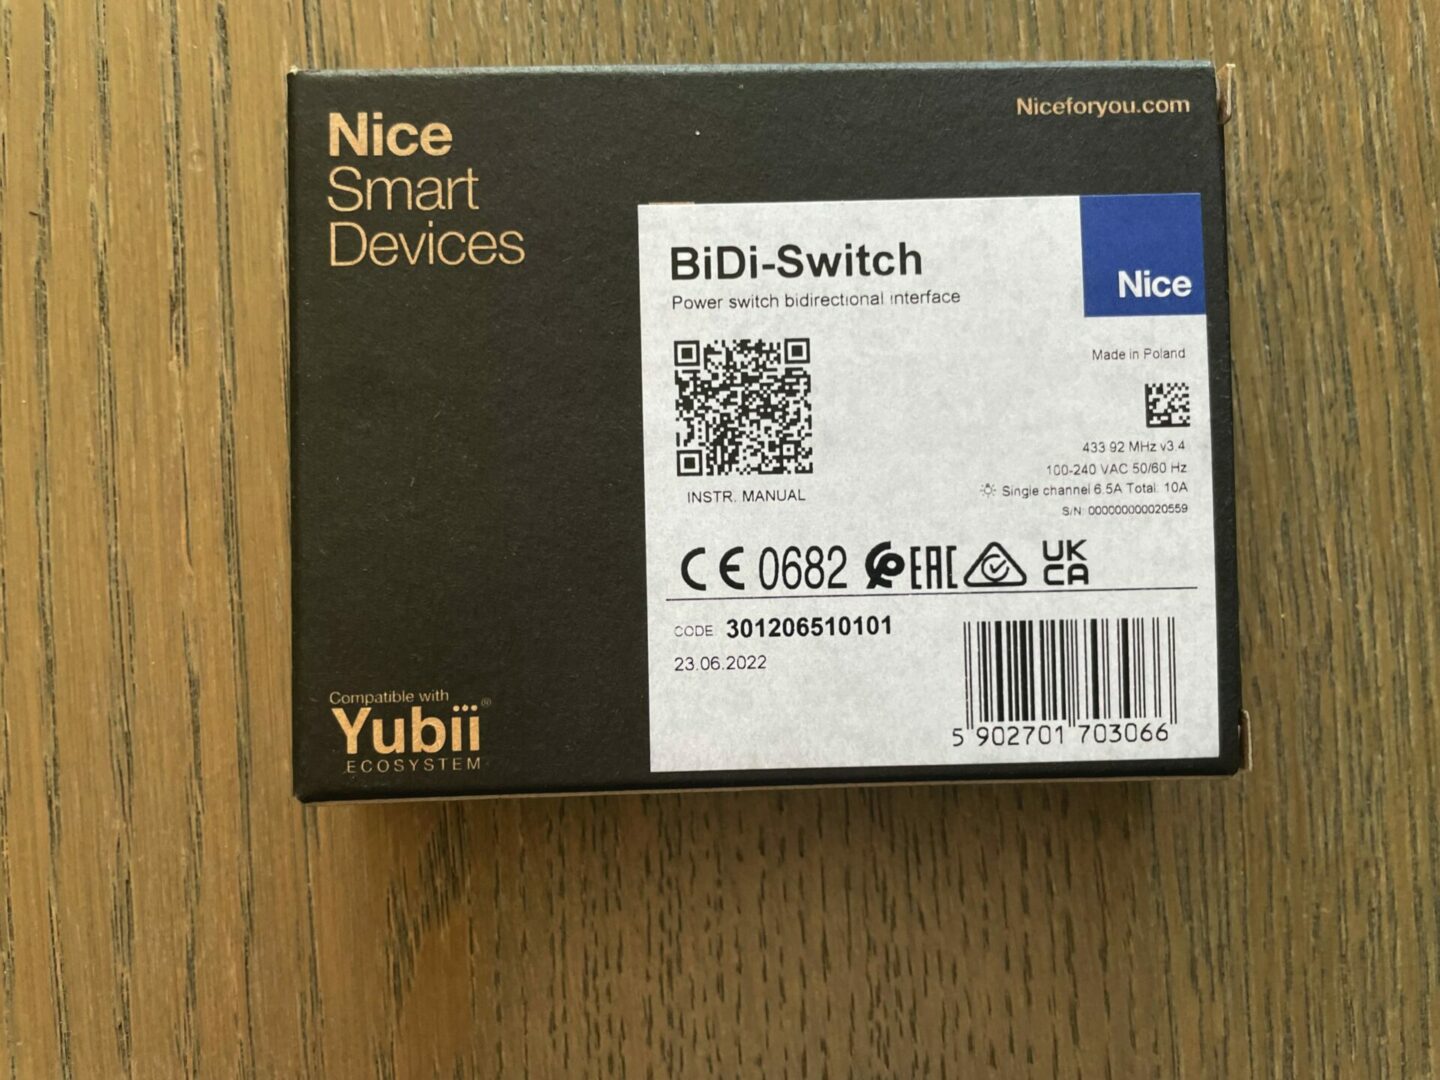 Nice
Smart
Devices
Niceforyou.com
BiDi-Switch
Power switch bidirectional interface
Nice
Made in Poland
INSTR. MANUAL
433.92 MHz v3.4
100-240 VAC 50/60 Hz
Single channel 6.5A Total: 10A
S/N: 000000000020559
CE 0682 EAC UK
CA
CODE 301206510101
23.06.2022
5 902701 703066
Compatible with
Yubii®
ECOSYSTEM